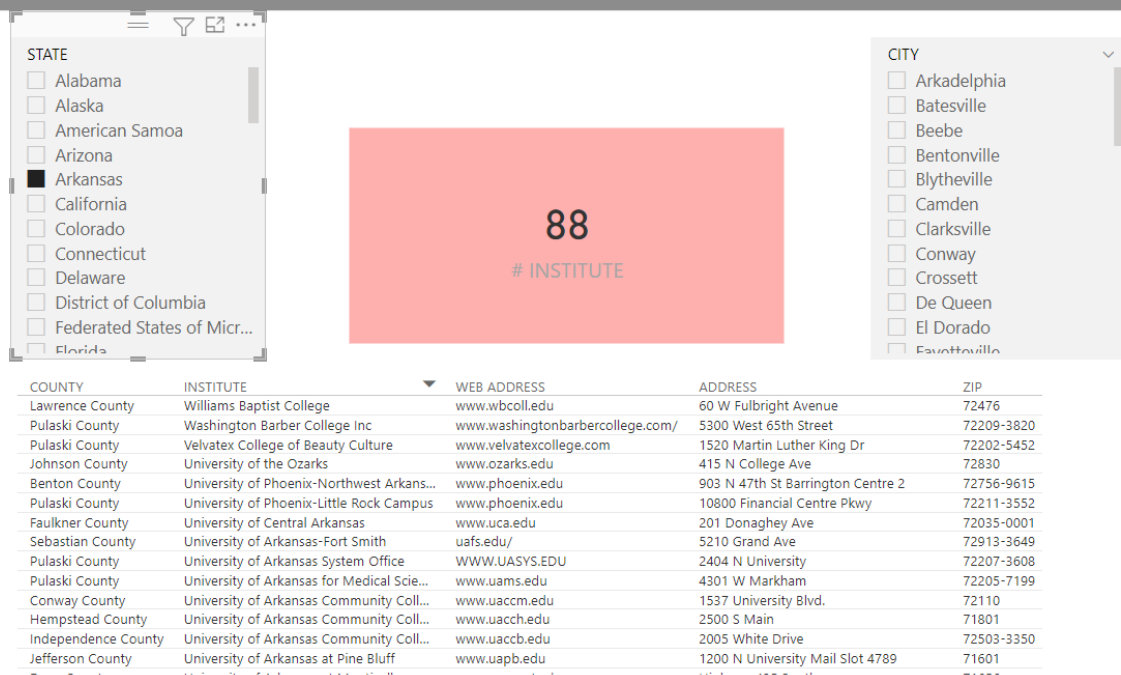 STATE
Alabama
Alaska
American Samoa
Arizona
Arkansas
California
Colorado
Connecticut
Delaware
District of Columbia
Federated States of Micr...
Florida
88
# INSTITUTE
CITY
Arkadelphia
Batesville
Beebe
Bentonville
Blytheville
Camden
Clarksville
Conway
Crossett
De Queen
El Dorado
Fayetteville
COUNTY INSTITUTE WEB ADDRESS ADDRESS ZIP
Lawrence County Williams Baptist College www.wbcoll.edu 60 W Fulbright Avenue 72476
Pulaski County Washington Barber College Inc www.washingtonbarbercollege.com/ 5300 West 65th Street 72209-3820
Pulaski County Velvatex College of Beauty Culture www.velvatexcollege.com 1520 Martin Luther King Dr 72202-5452
Johnson County University of the Ozarks www.ozarks.edu 415 N College Ave 72830
Benton County University of Phoenix-Northwest Arkans... www.phoenix.edu 903 N 47th St Barrington Centre 2 72756-9615
Pulaski County University of Phoenix-Little Rock Campus www.phoenix.edu 10800 Financial Centre Pkwy 72211-3552
Faulkner County University of Central Arkansas www.uca.edu 201 Donaghey Ave 72035-0001
Sebastian County University of Arkansas-Fort Smith uafs.edu/ 5210 Grand Ave 72913-3649
Pulaski County University of Arkansas System Office WWW.UASYS.EDU 2404 N University 72207-3608
Pulaski County University of Arkansas for Medical Scie... www.uams.edu 4301 W Markham 72205-7199
Conway County University of Arkansas Community Coll... www.uaccm.edu 1537 University Blvd. 72110
Hempstead County University of Arkansas Community Coll... www.uacch.edu 2500 S Main 71801
Independence County University of Arkansas Community Coll... www.uaccb.edu 2005 White Drive 72503-3350
Jefferson County University of Arkansas at Pine Bluff www.uapb.edu 1200 N University Mail Slot 4789 71601